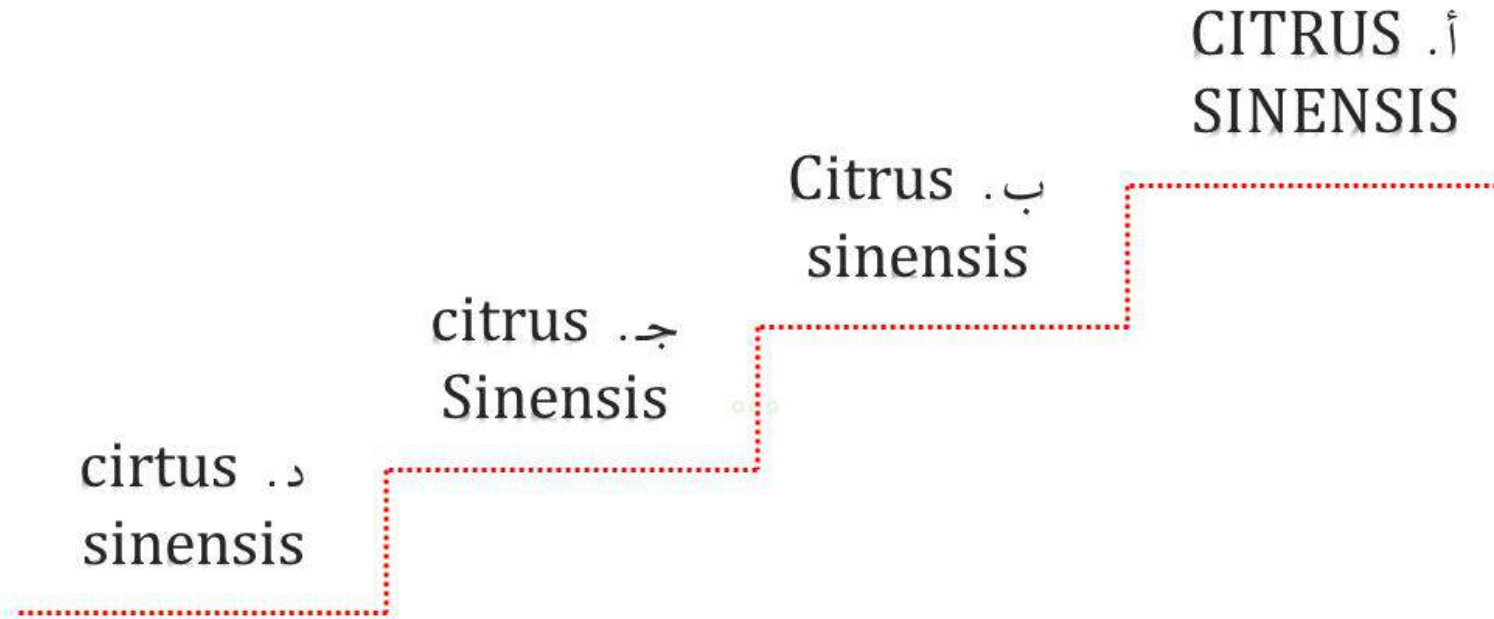 أ. CITRUS
SINENSIS
ب. Citrus
sinensis
جـ. citrus
Sinensis
د. cirtus
sinensis